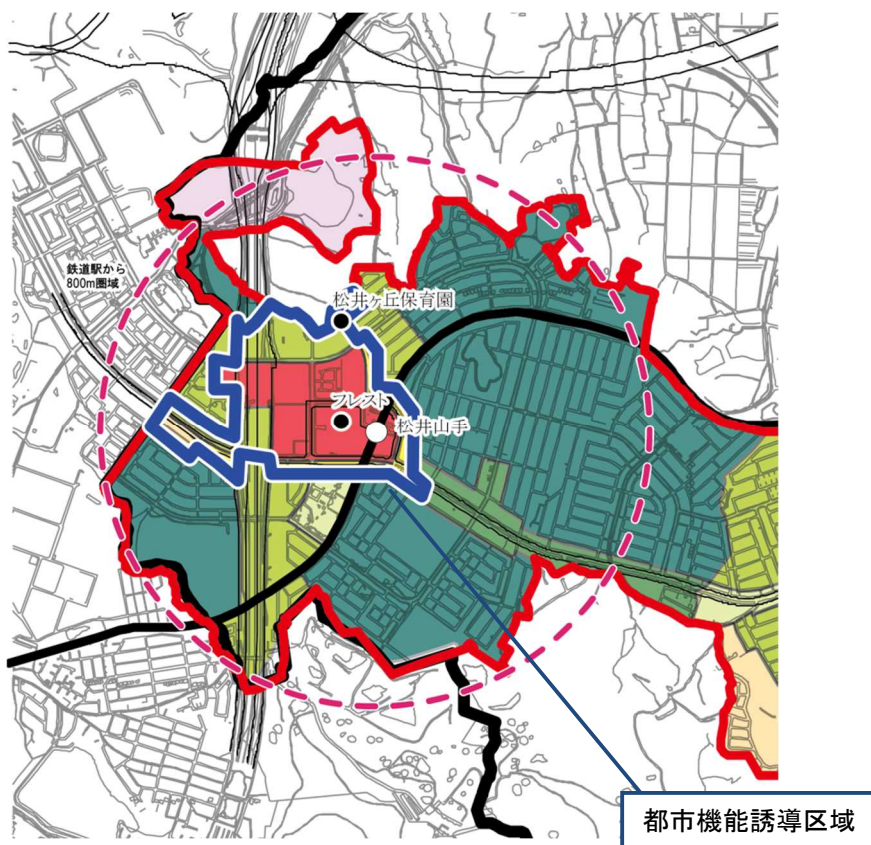 鉄道駅から
800m圏域
松井ヶ丘保育園
フレスト
松井山手
都市機能誘導区域